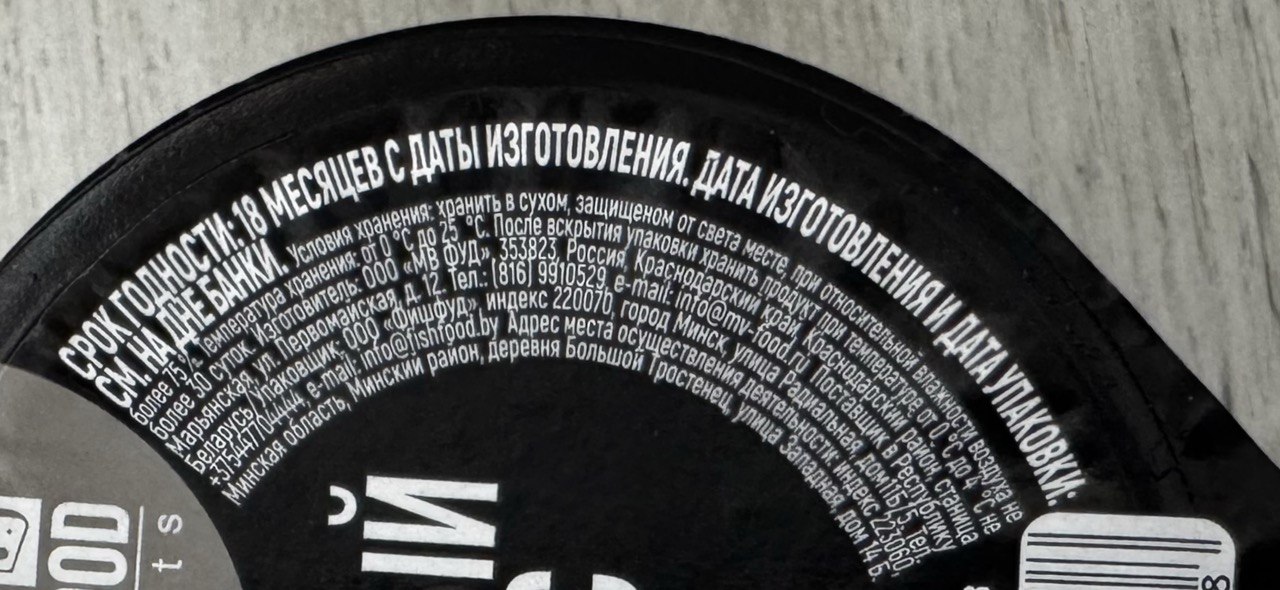 СРОК ГОДНОСТИ: 18 МЕСЯЦЕВ С ДАТЫ ИЗГОТОВЛЕНИЯ. ДАТА ИЗГОТОВЛЕНИЯ И ДАТА УПАКОВКИ:
СМ. НА ДНЕ БАНКИ. Условия хранения: хранить в сухом, защищеном от света месте, при относительной влажности воздуха не
более 75 %. Температура хранения: от 0 °С до 25 °С. После вскрытия упаковки хранить продукт при температуре от 0 °С до 4 °С не
более 30 суток. Изготовитель: ООО «МВ ФУД», 353823, Россия, Краснодарский край, Краснодарский район, станица
Марьянская, ул. Первомайская, д. 12. Тел.: (816) 9910529, e-mail: info@mv-food.ru Поставщик в Республику
Беларусь/Упаковщик: ООО «Фишфуд», индекс 220070, город Минск, улица Радиальная, дом 11Б-75. Тел.
+375447704444, e-mail: info@fishfood.by Адрес места осуществления деятельности: индекс 223060,
Минская область, Минский район, деревня Большой Тростенец, улица Западная, дом 14 Б.
ts
8